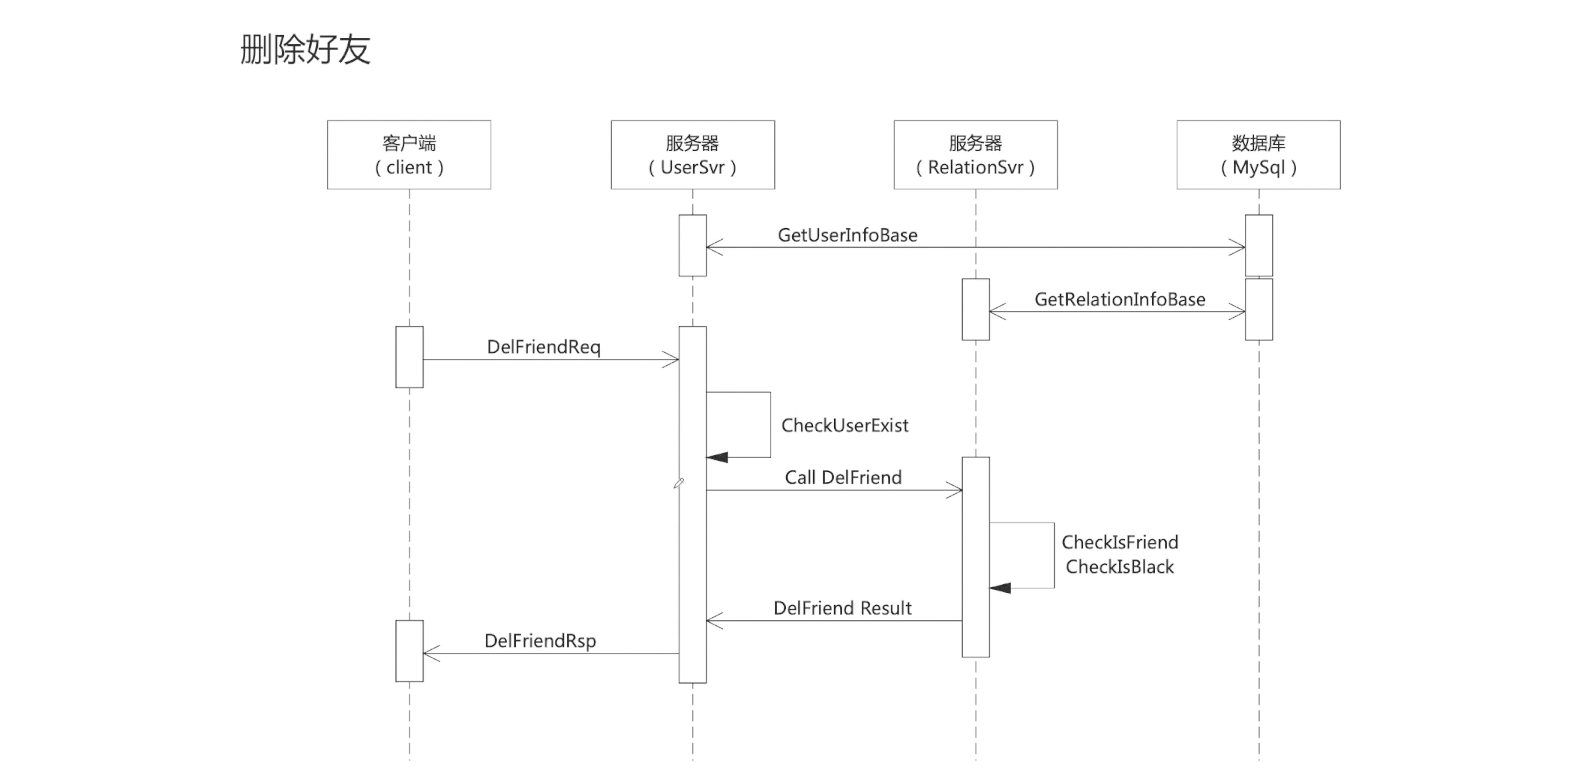 删除好友
客户端
（client）
服务器
（UserSvr）
服务器
（RelationSvr）
数据库
（MySql）
GetUserInfoBase
GetRelationInfoBase
DelFriendReq
CheckUserExist
Call DelFriend
CheckIsFriend
CheckIsBlack
DelFriend Result
DelFriendRsp